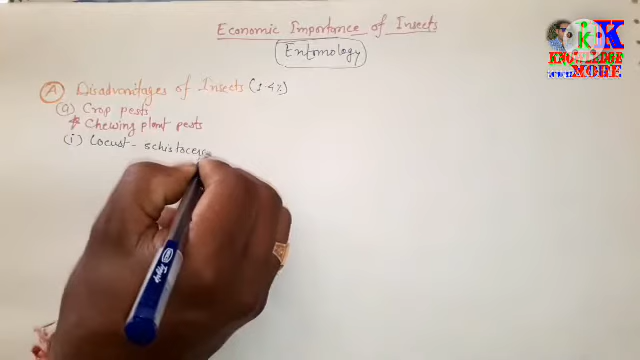 Economic Importance of Insects
Entomology
(A) Disadvantages of Insects (1-4%)
(a) Crop pests
* Chewing plant pests
(i) Locust - schistocer
KK
k
KNOWLEDGE
MORE